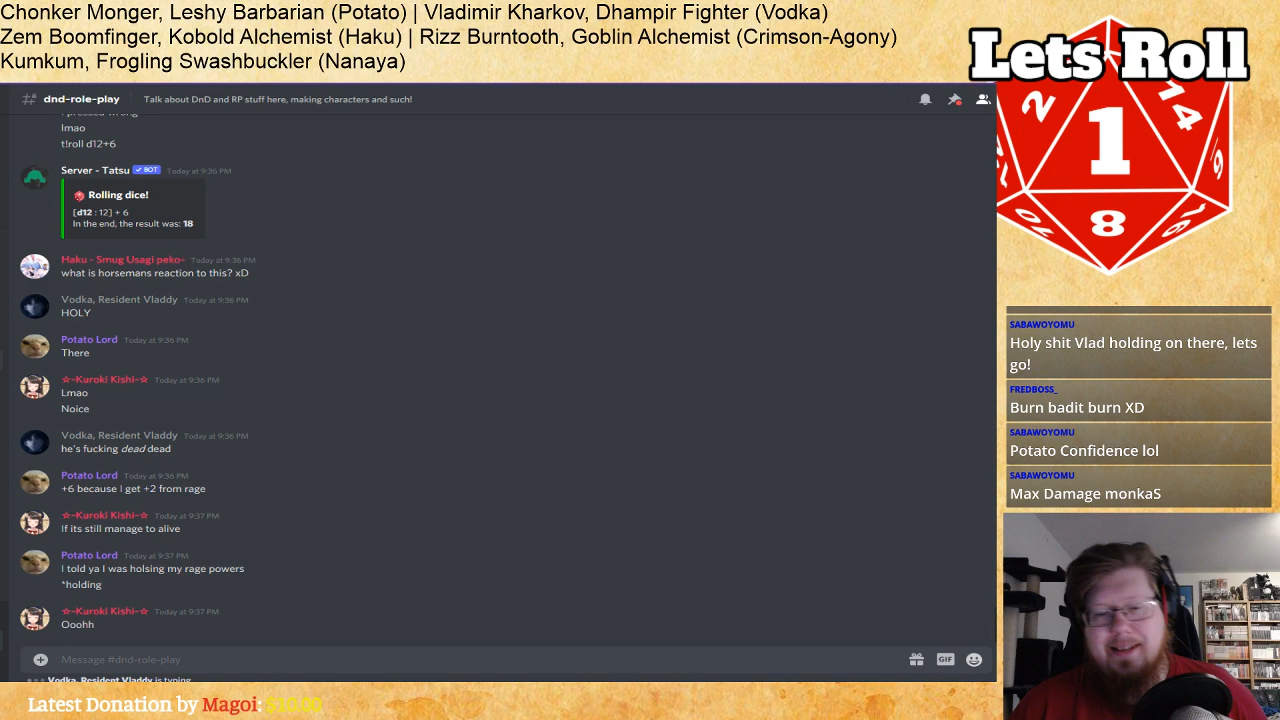 Chonker Monger, Leshy Barbarian (Potato) | Vladimir Kharkov, Dhampir Fighter (Vodka)
Zem Boomfinger, Kobold Alchemist (Haku) | Rizz Burntooth, Goblin Alchemist (Crimson-Agony)
Kumkum, Frogling Swashbuckler (Nanaya)
Lets Roll
2
14
1
8
dnd-role-play Talk about DnD and RP stuff here, making characters and such!
I pressed wrong
lmao
t!roll d12+6
Server - Tatsu BOT Today at 9:36 PM
Rolling dice!
[d12 : 12] + 6
In the end, the result was: 18
Haku - Smug Usagi peko- Today at 9:36 PM
what is horsemans reaction to this? xD
Vodka, Resident Vladdy Today at 9:36 PM
HOLY
Potato Lord Today at 9:36 PM
There
☆~Kuroki Kishi~☆ Today at 9:36 PM
Lmao
Noice
Vodka, Resident Vladdy Today at 9:36 PM
he's fucking dead dead
Potato Lord Today at 9:36 PM
+6 because I get +2 from rage
☆~Kuroki Kishi~☆ Today at 9:37 PM
If its still manage to alive
Potato Lord Today at 9:37 PM
I told ya I was holsing my rage powers
*holding
☆~Kuroki Kishi~☆ Today at 9:37 PM
Ooohh
Message #dnd-role-play
GIF
Vodka, Resident Vladdy is typing
SABAWOYOMU
Holy shit Vlad holding on there, lets
go!
FREDBOSS_
Burn badit burn XD
SABAWOYOMU
Potato Confidence lol
SABAWOYOMU
Max Damage monkaS
Latest Donation by Magoi: $10.00